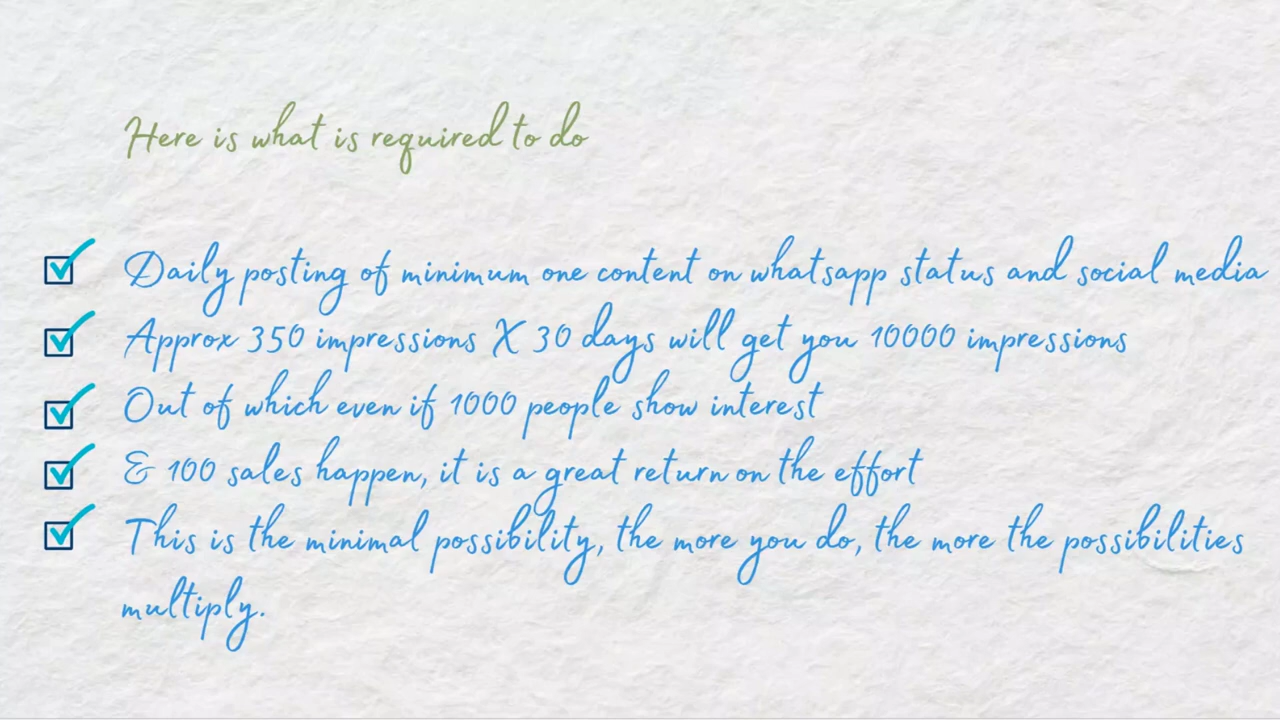 Here is what is required to do
Daily posting of minimum one content on whatsapp status and social media
Approx 350 impressions X 30 days will get you 10000 impressions
Out of which even if 1000 people show interest
& 100 sales happen, it is a great return on the effort
This is the minimal possibility, the more you do, the more the possibilities
multiply.